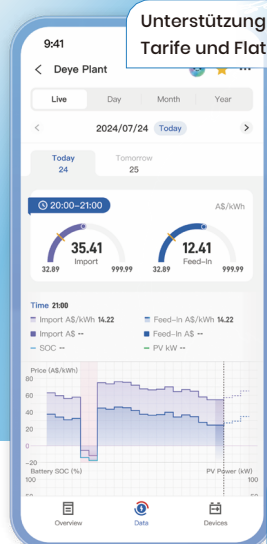 Unterstützung
Tarife und Flat
9:41
Deye Plant
Live Day Month Year
2024/07/24 Today
Today Tomorrow
24 25
20:00-21:00 A$/kWh
35.41 12.41
Import Feed-in
32.89 999.99 32.89 999.99
Time 21:00
Import A$/kWh 14.22 Feed-in A$/kWh 14.22
Import A$ -- Feed-in A$ --
SOC -- PV kW --
Price (A$/kWh)
80
60
40
20
0
-20
Battery SOC (%) PV Power (kW)
100 100
Overview Data Devices